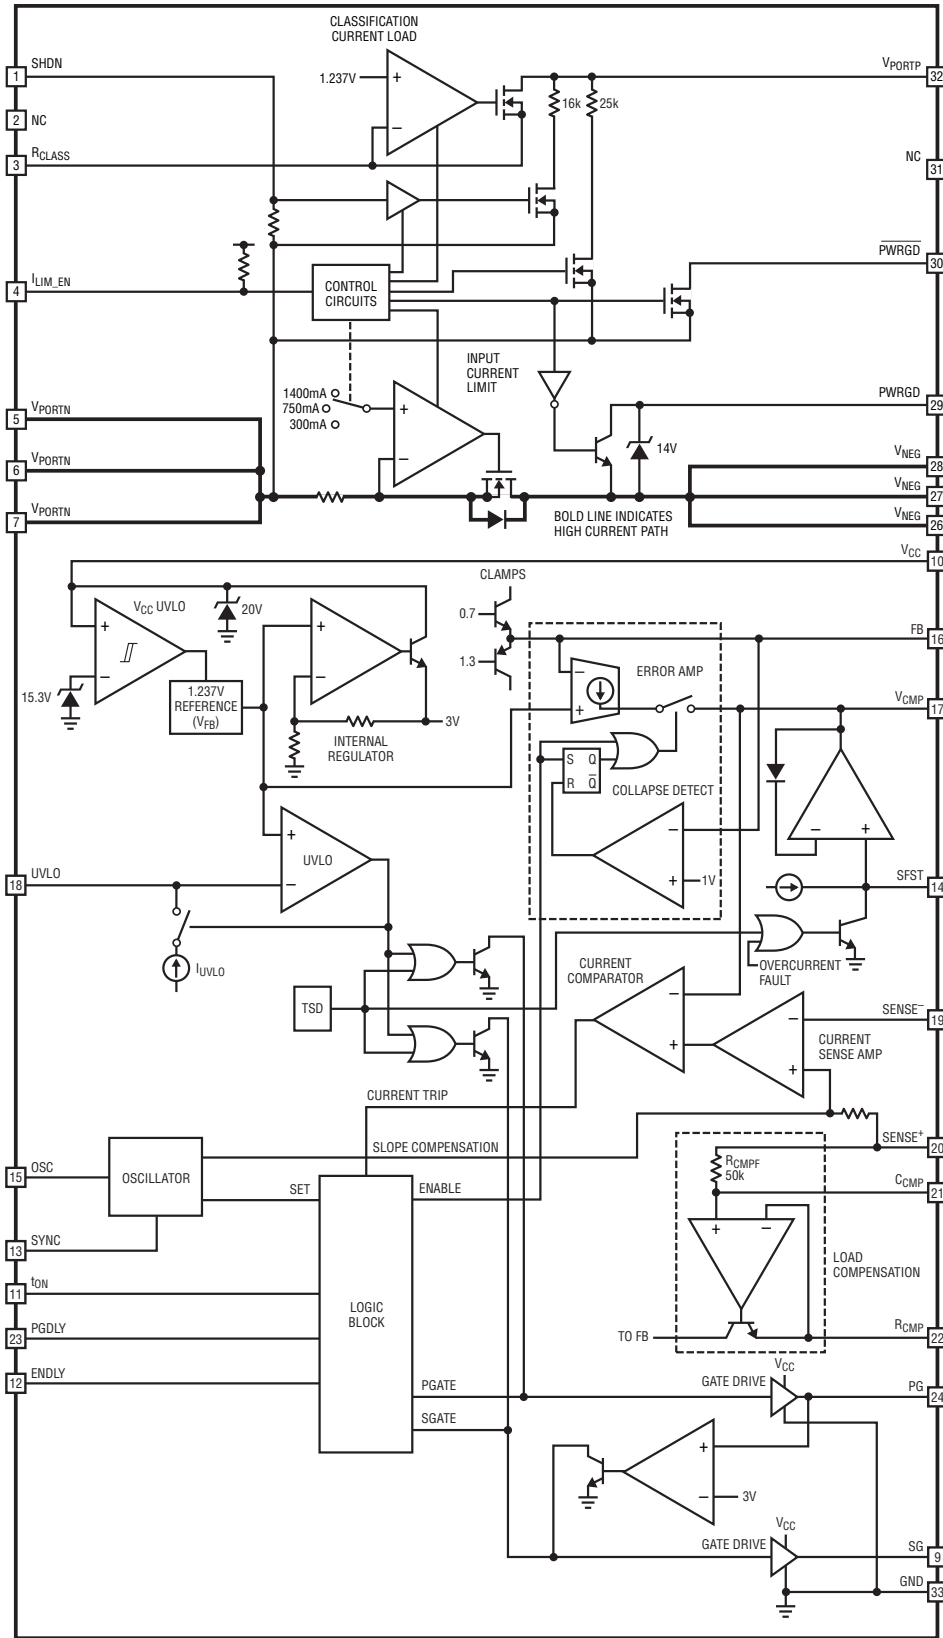 CLASSIFICATION
CURRENT LOAD
SHDN
1
1.237V
+
−
VPORTP
32
16k
25k
2
NC
RCLASS
3
NC
31
PWRGD
30
ILIM_EN
4
CONTROL
CIRCUITS
INPUT
CURRENT
LIMIT
1400mA
750mA
300mA
+
−
PWRGD
29
14V
VPORTN
5
VPORTN
6
VPORTN
7
VNEG
28
VNEG
27
VNEG
26
BOLD LINE INDICATES
HIGH CURRENT PATH
VCC
10
CLAMPS
VCC UVLO
+
−
20V
15.3V
1.237V
REFERENCE
(VFB)
+
−
3V
INTERNAL
REGULATOR
0.7
1.3
FB
16
ERROR AMP
−
+
VCMP
17
S Q
R Q̅
COLLAPSE DETECT
−
+
1V
−
+
UVLO
18
+
UVLO
−
SFST
14
IUVLO
OVERCURRENT
FAULT
TSD
CURRENT
COMPARATOR
−
+
SENSE−
19
−
+
CURRENT
SENSE AMP
CURRENT TRIP
SLOPE COMPENSATION
SENSE+
20
OSC
15
OSCILLATOR
SET
ENABLE
RCMPF
50k
CCMP
21
+
−
SYNC
13
LOAD
COMPENSATION
tON
11
LOGIC
BLOCK
TO FB
RCMP
22
PGDLY
23
ENDLY
12
PGATE
SGATE
GATE DRIVE
VCC
PG
24
+
−
3V
GATE DRIVE
VCC
SG
9
GND
33